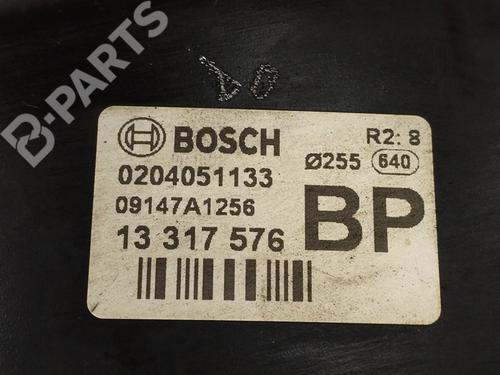 B-PARTS
BOSCH
R2: 8
0204051133
Ø255 640
09147A1256
BP
13 317 576